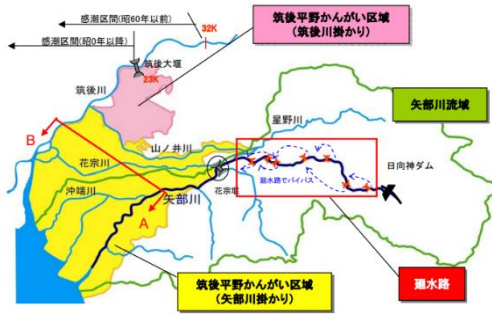 感潮区間(昭60年以前)
32K
感潮区間(昭0年以降)
筑後大堰
23K
筑後平野かんがい区域
(筑後川掛かり)
筑後川
矢部川流域
星野川
B
山ノ井川
花宗川
日向神ダム
沖端川
廻水路でバイパス
花宗堰
矢部川
A
廻水路
筑後平野かんがい区域
(矢部川掛かり)